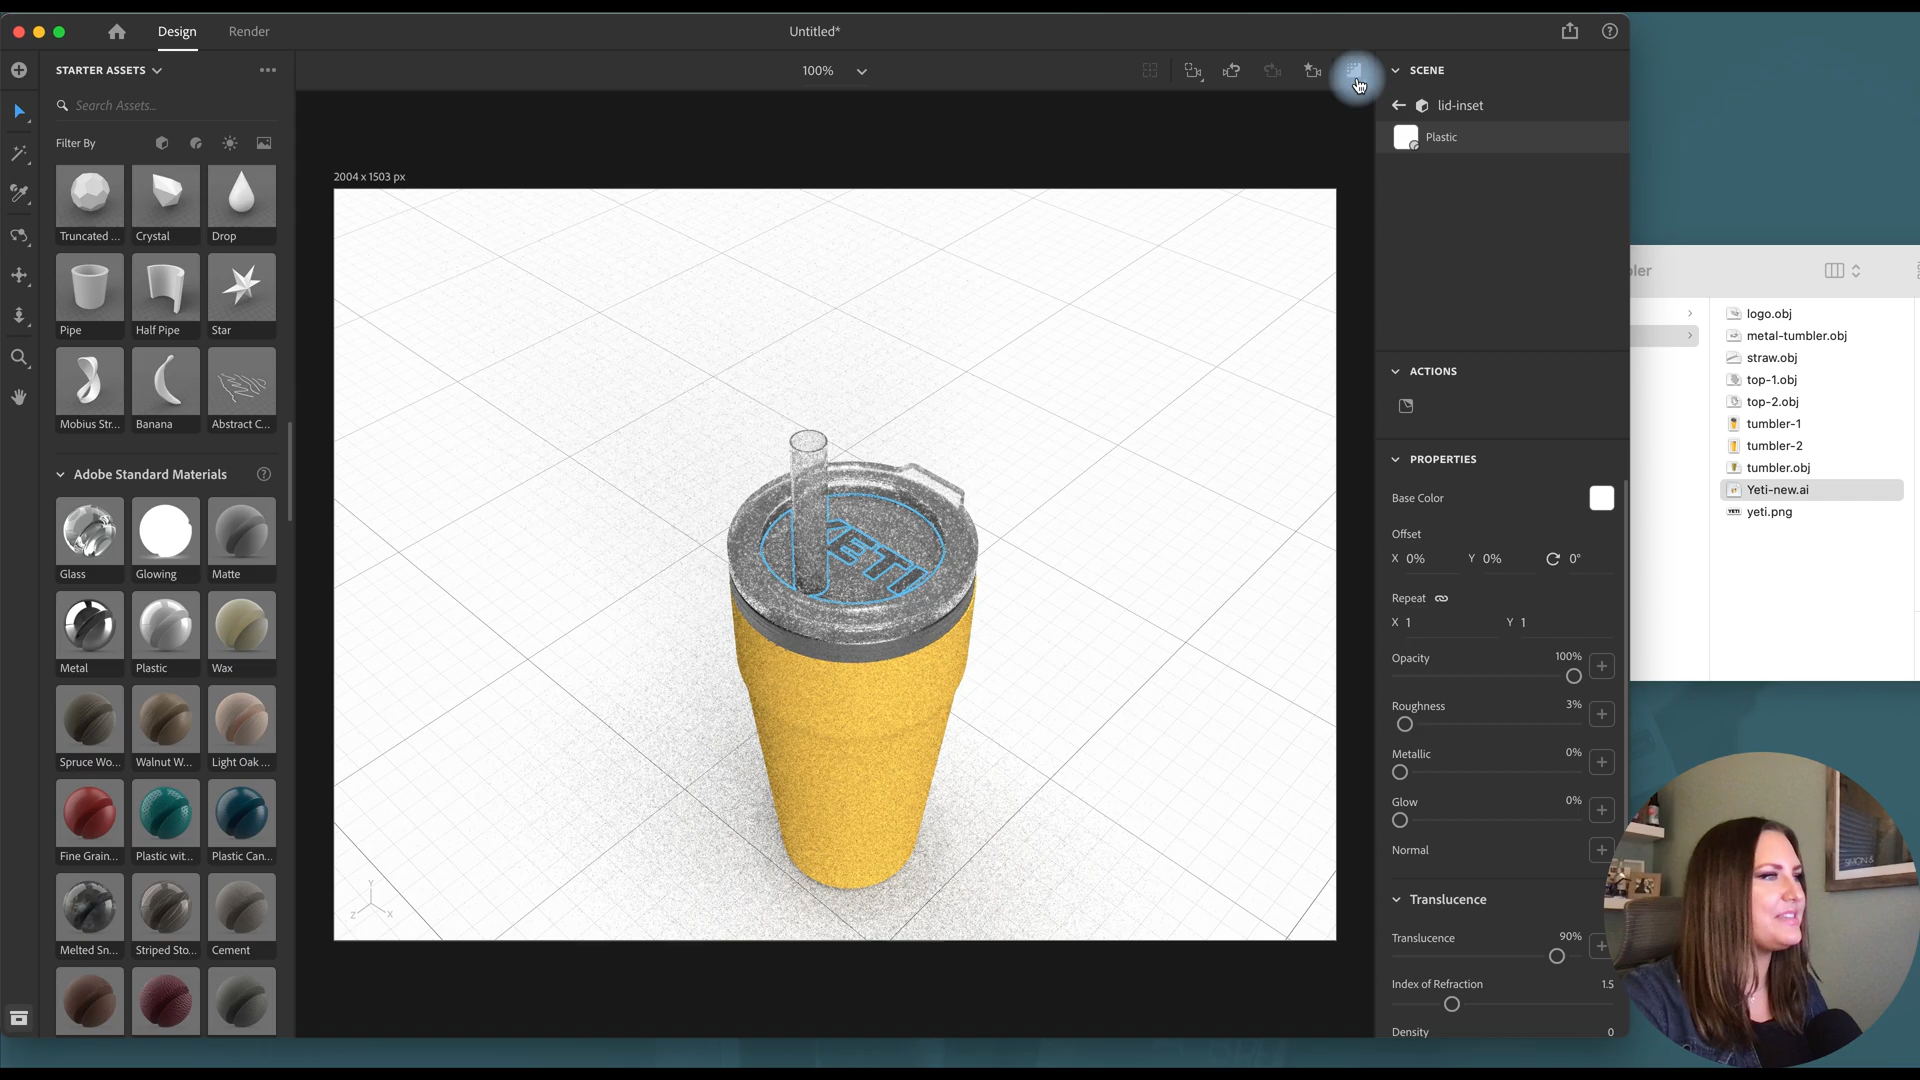 Design
Render
Untitled*
STARTER ASSETS
100%
SCENE
Search Assets...
lid-inset
Filter By
Plastic
2004 x 1503 px
Truncated ...
Crystal
Drop
Pipe
Half Pipe
Star
Mobius Str...
Banana
Abstract C...
Adobe Standard Materials
Glass
Glowing
Matte
Metal
Plastic
Wax
Spruce Wo...
Walnut W...
Light Oak ...
Fine Grain...
Plastic wit...
Plastic Can...
Melted Sn...
Striped Sto...
Cement
YETI
Y
Z
X
ACTIONS
PROPERTIES
Base Color
Offset
X 0%
Y 0%
0°
Repeat
X 1
Y 1
Opacity
100%
Roughness
3%
Metallic
0%
Glow
0%
Normal
Translucence
Translucence
90%
Index of Refraction
1.5
Density
0
bler
logo.obj
metal-tumbler.obj
straw.obj
top-1.obj
top-2.obj
tumbler-1
tumbler-2
tumbler.obj
Yeti-new.ai
yeti.png